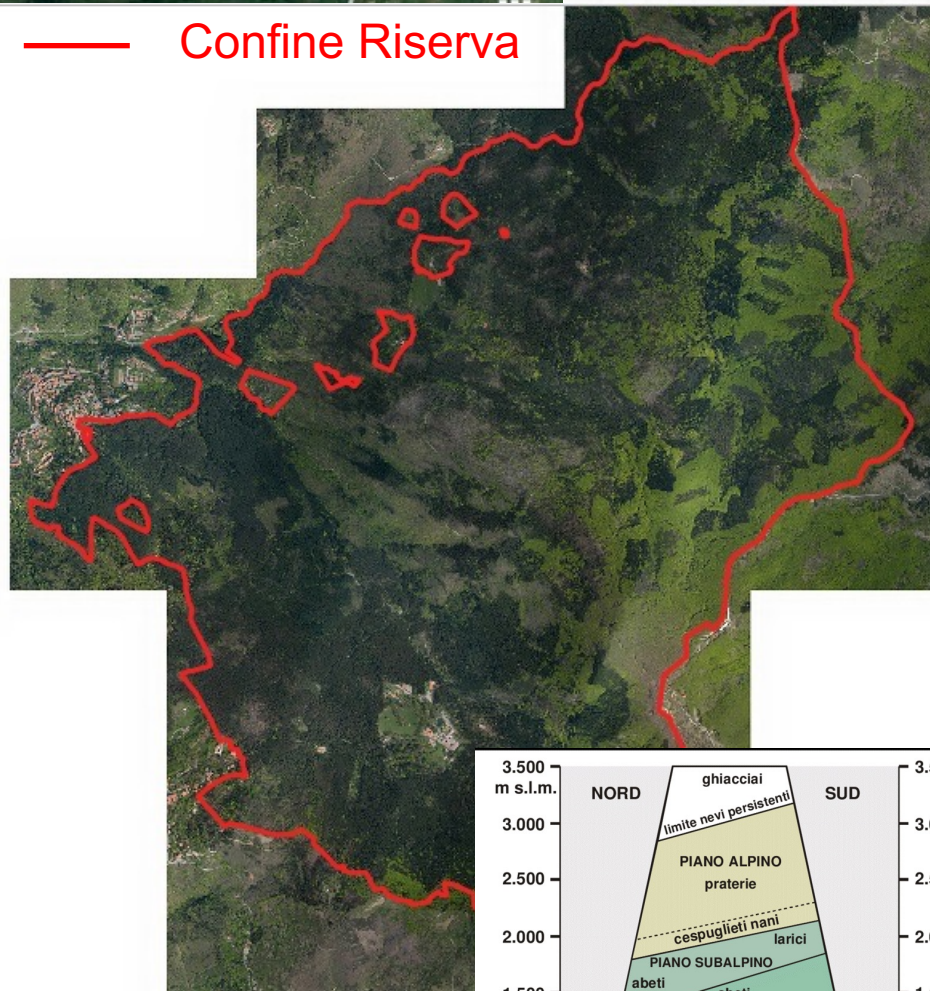 Confine Riserva
3.500
m s.l.m.
NORD
ghiacciai
SUD
limite nevi persistenti
3.000
PIANO ALPINO
praterie
2.500
cespuglieti nani
2.000
larici
PIANO SUBALPINO
abeti